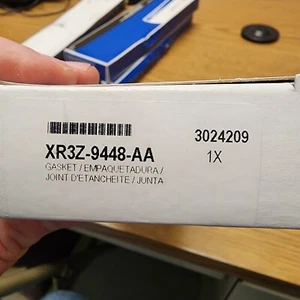 XR3Z-9448-AA
GASKET / EMPAQUETADURA /
JOINT D'ETANCHEITE / JUNTA
3024209
1X